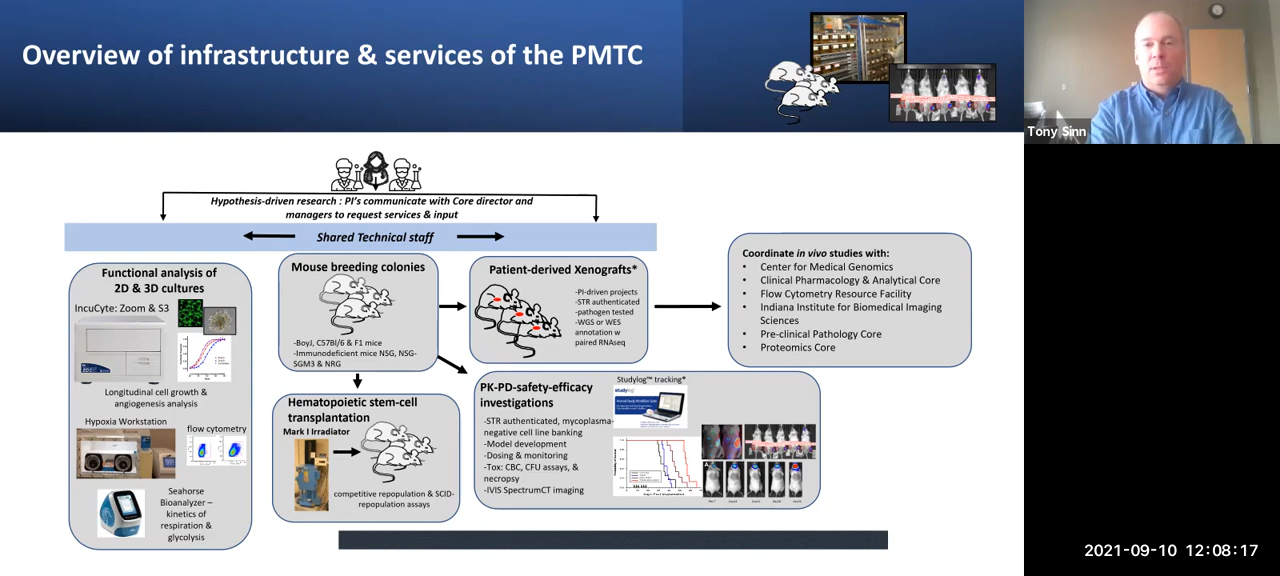 Overview of infrastructure & services of the PMTC
Tony Sinn
Hypothesis-driven research : PI's communicate with Core director and
managers to request services & input
Shared Technical staff
Functional analysis of
2D & 3D cultures
IncuCyte: Zoom & S3
Longitudinal cell growth &
angiogenesis analysis
Hypoxia Workstation
flow cytometry
Seahorse
Bioanalyzer –
kinetics of
respiration &
glycolysis
Mouse breeding colonies
-BoyJ, C57Bl/6 & F1 mice
-Immunodeficient mice NSG, NSG-
SGM3 & NRG
Hematopoietic stem-cell
transplantation
Mark I Irradiator
competitive repopulation & SCID-
repopulation assays
Patient-derived Xenografts*
-PI-driven projects
-STR authenticated
-pathogen tested
-WGS or WES
annotation w
paired RNAseq
PK-PD-safety-efficacy
investigations
-STR authenticated, mycoplasma-
negative cell line banking
-Model development
-Dosing & monitoring
-Tox: CBC, CFU assays, &
necropsy
-IVIS SpectrumCT imaging
Studylog™ tracking*
studylog
Coordinate in vivo studies with:
• Center for Medical Genomics
• Clinical Pharmacology & Analytical Core
• Flow Cytometry Resource Facility
• Indiana Institute for Biomedical Imaging
Sciences
• Pre-clinical Pathology Core
• Proteomics Core
2021-09-10 12:08:17